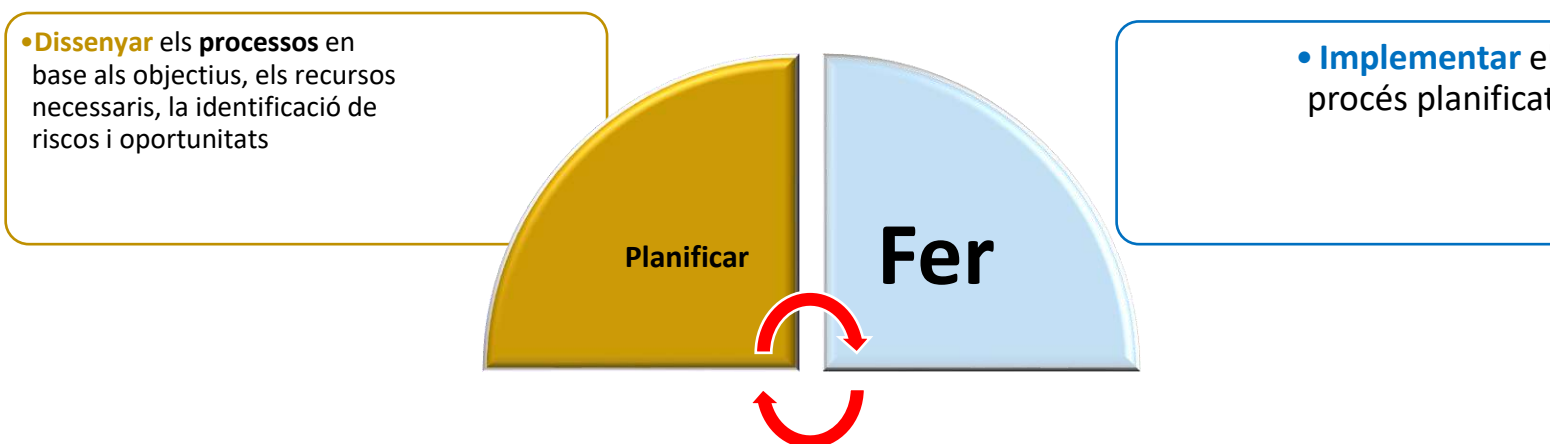 •Dissenyar els processos en
base als objectius, els recursos
necessaris, la identificació de
riscos i oportunitats
Planificar
Fer
• Implementar e
procés planificat